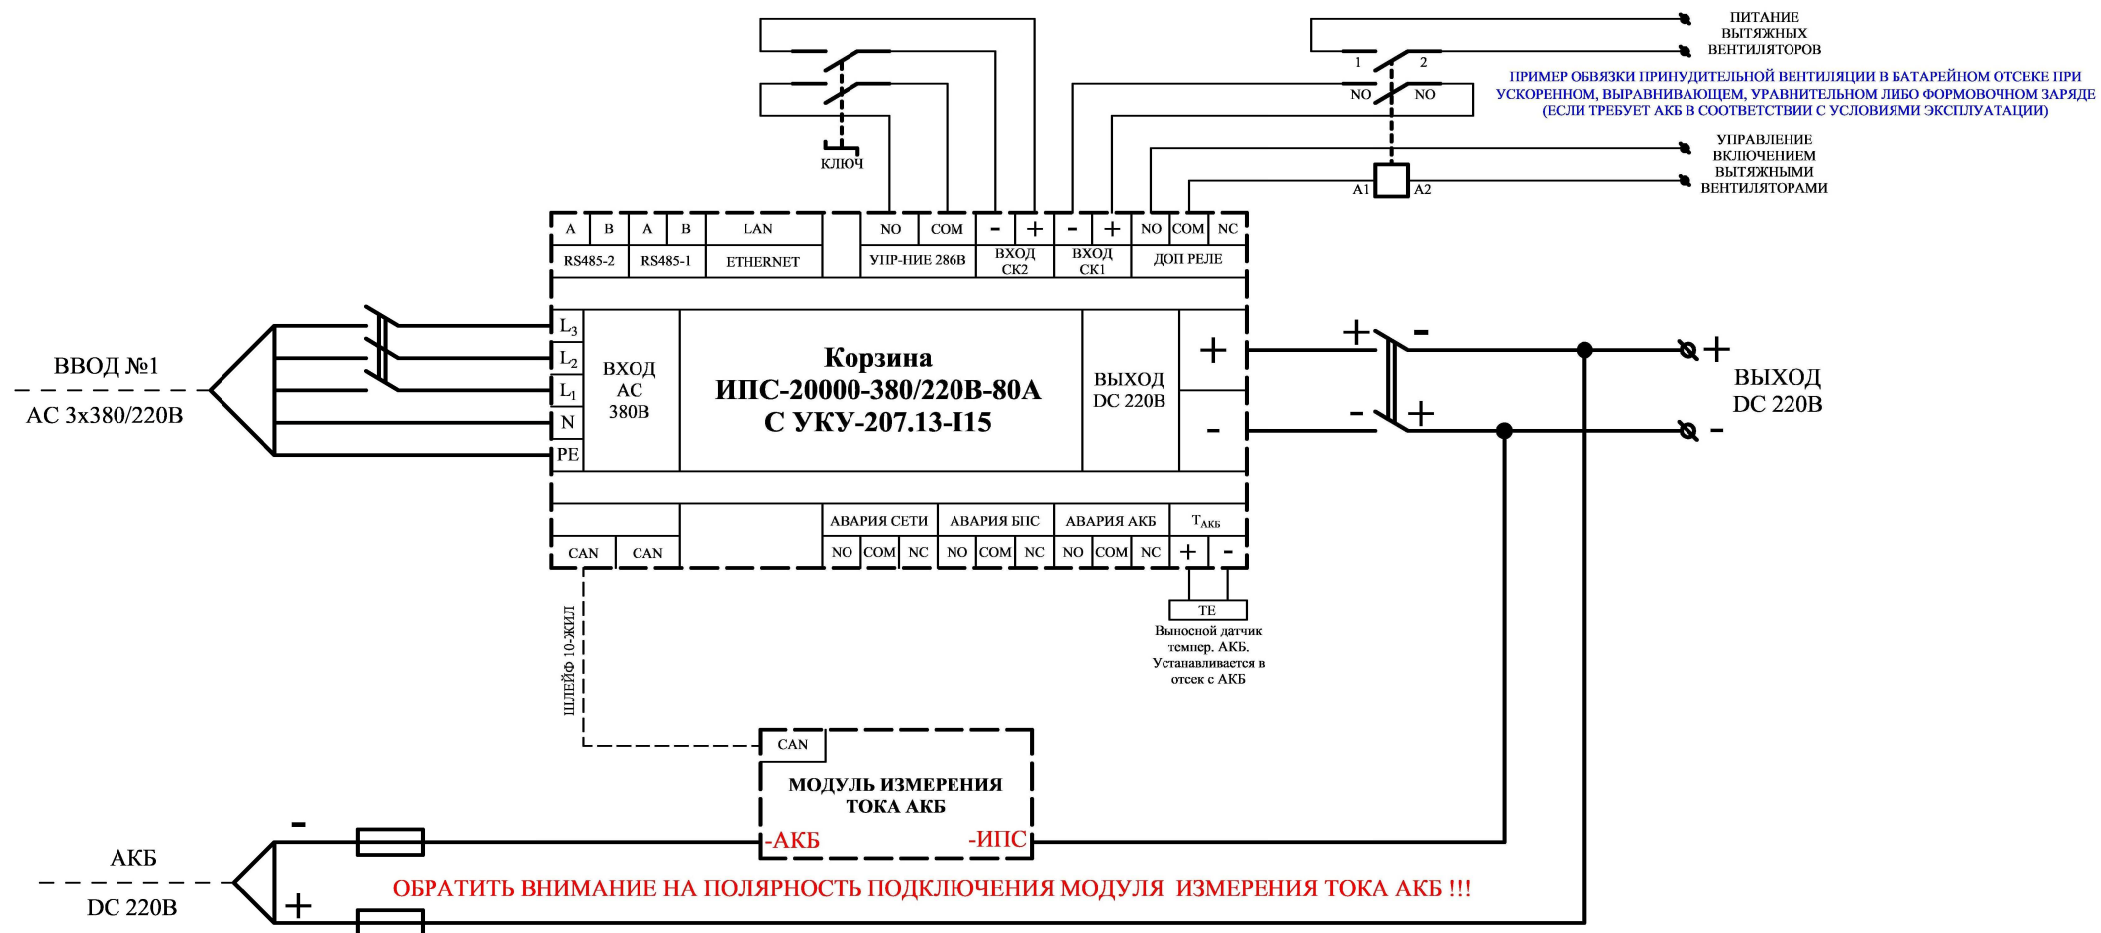 ПИТАНИЕ
ВЫТЯЖНЫХ
ВЕНТИЛЯТОРОВ
1
2
NO
NO
ПРИМЕР ОБВЯЗКИ ПРИНУДИТЕЛЬНОЙ ВЕНТИЛЯЦИИ В БАТАРЕЙНОМ ОТСЕКЕ ПРИ
УСКОРЕННОМ, ВЫРАВНИВАЮЩЕМ, УРАВНИТЕЛЬНОМ ЛИБО ФОРМОВОЧНОМ ЗАРЯДЕ
(ЕСЛИ ТРЕБУЕТ АКБ В СООТВЕТСТВИИ С УСЛОВИЯМИ ЭКСПЛУАТАЦИИ)
КЛЮЧ
A1
A2
УПРАВЛЕНИЕ
ВКЛЮЧЕНИЕМ
ВЫТЯЖНЫМИ
ВЕНТИЛЯТОРАМИ
A B A B LAN NO COM - + - + NO COM NC
RS485-2 RS485-1 ETHERNET УПР-НИЕ 286В
ВХОД
СК2
ВХОД
СК1
ДОП РЕЛЕ
ВВОД №1
АС 3х380/220В
L3
L2
L1
N
PE
ВХОД
АС
380В
Корзина
ИПС-20000-380/220В-80А
С УКУ-207.13-I15
ВЫХОД
DC 220В
+
-
+ -
- +
+
-
ВЫХОД
DC 220В
АВАРИЯ СЕТИ АВАРИЯ БПС АВАРИЯ АКБ ТАКБ
CAN CAN NO COM NC NO COM NC NO COM NC + -
ТЕ
Выносной датчик
темпер. АКБ.
Устанавливается в
отсек с АКБ
ШЛЕЙФ 10-ЖИЛ
CAN
МОДУЛЬ ИЗМЕРЕНИЯ
ТОКА АКБ
-АКБ -ИПС
АКБ
DC 220В
-
+
ОБРАТИТЬ ВНИМАНИЕ НА ПОЛЯРНОСТЬ ПОДКЛЮЧЕНИЯ МОДУЛЯ ИЗМЕРЕНИЯ ТОКА АКБ !!!